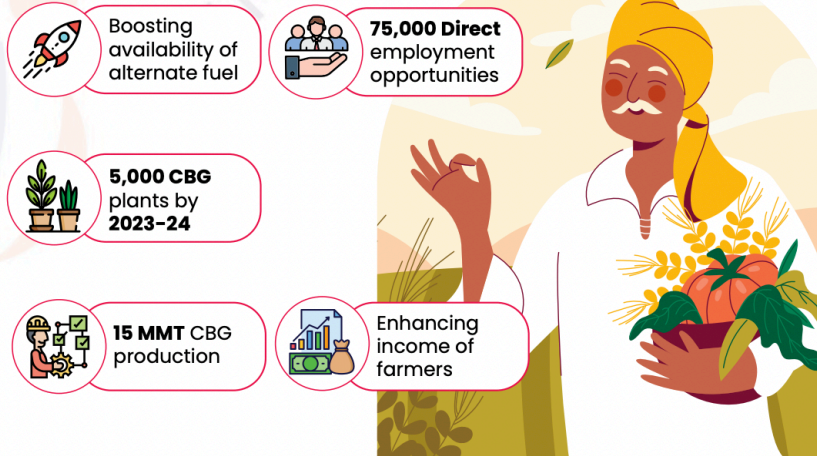 Boosting
availability of
alternate fuel
75,000 Direct
employment
opportunities
5,000 CBG
plants by
2023-24
15 MMT CBG
production
Enhancing
income of
farmers